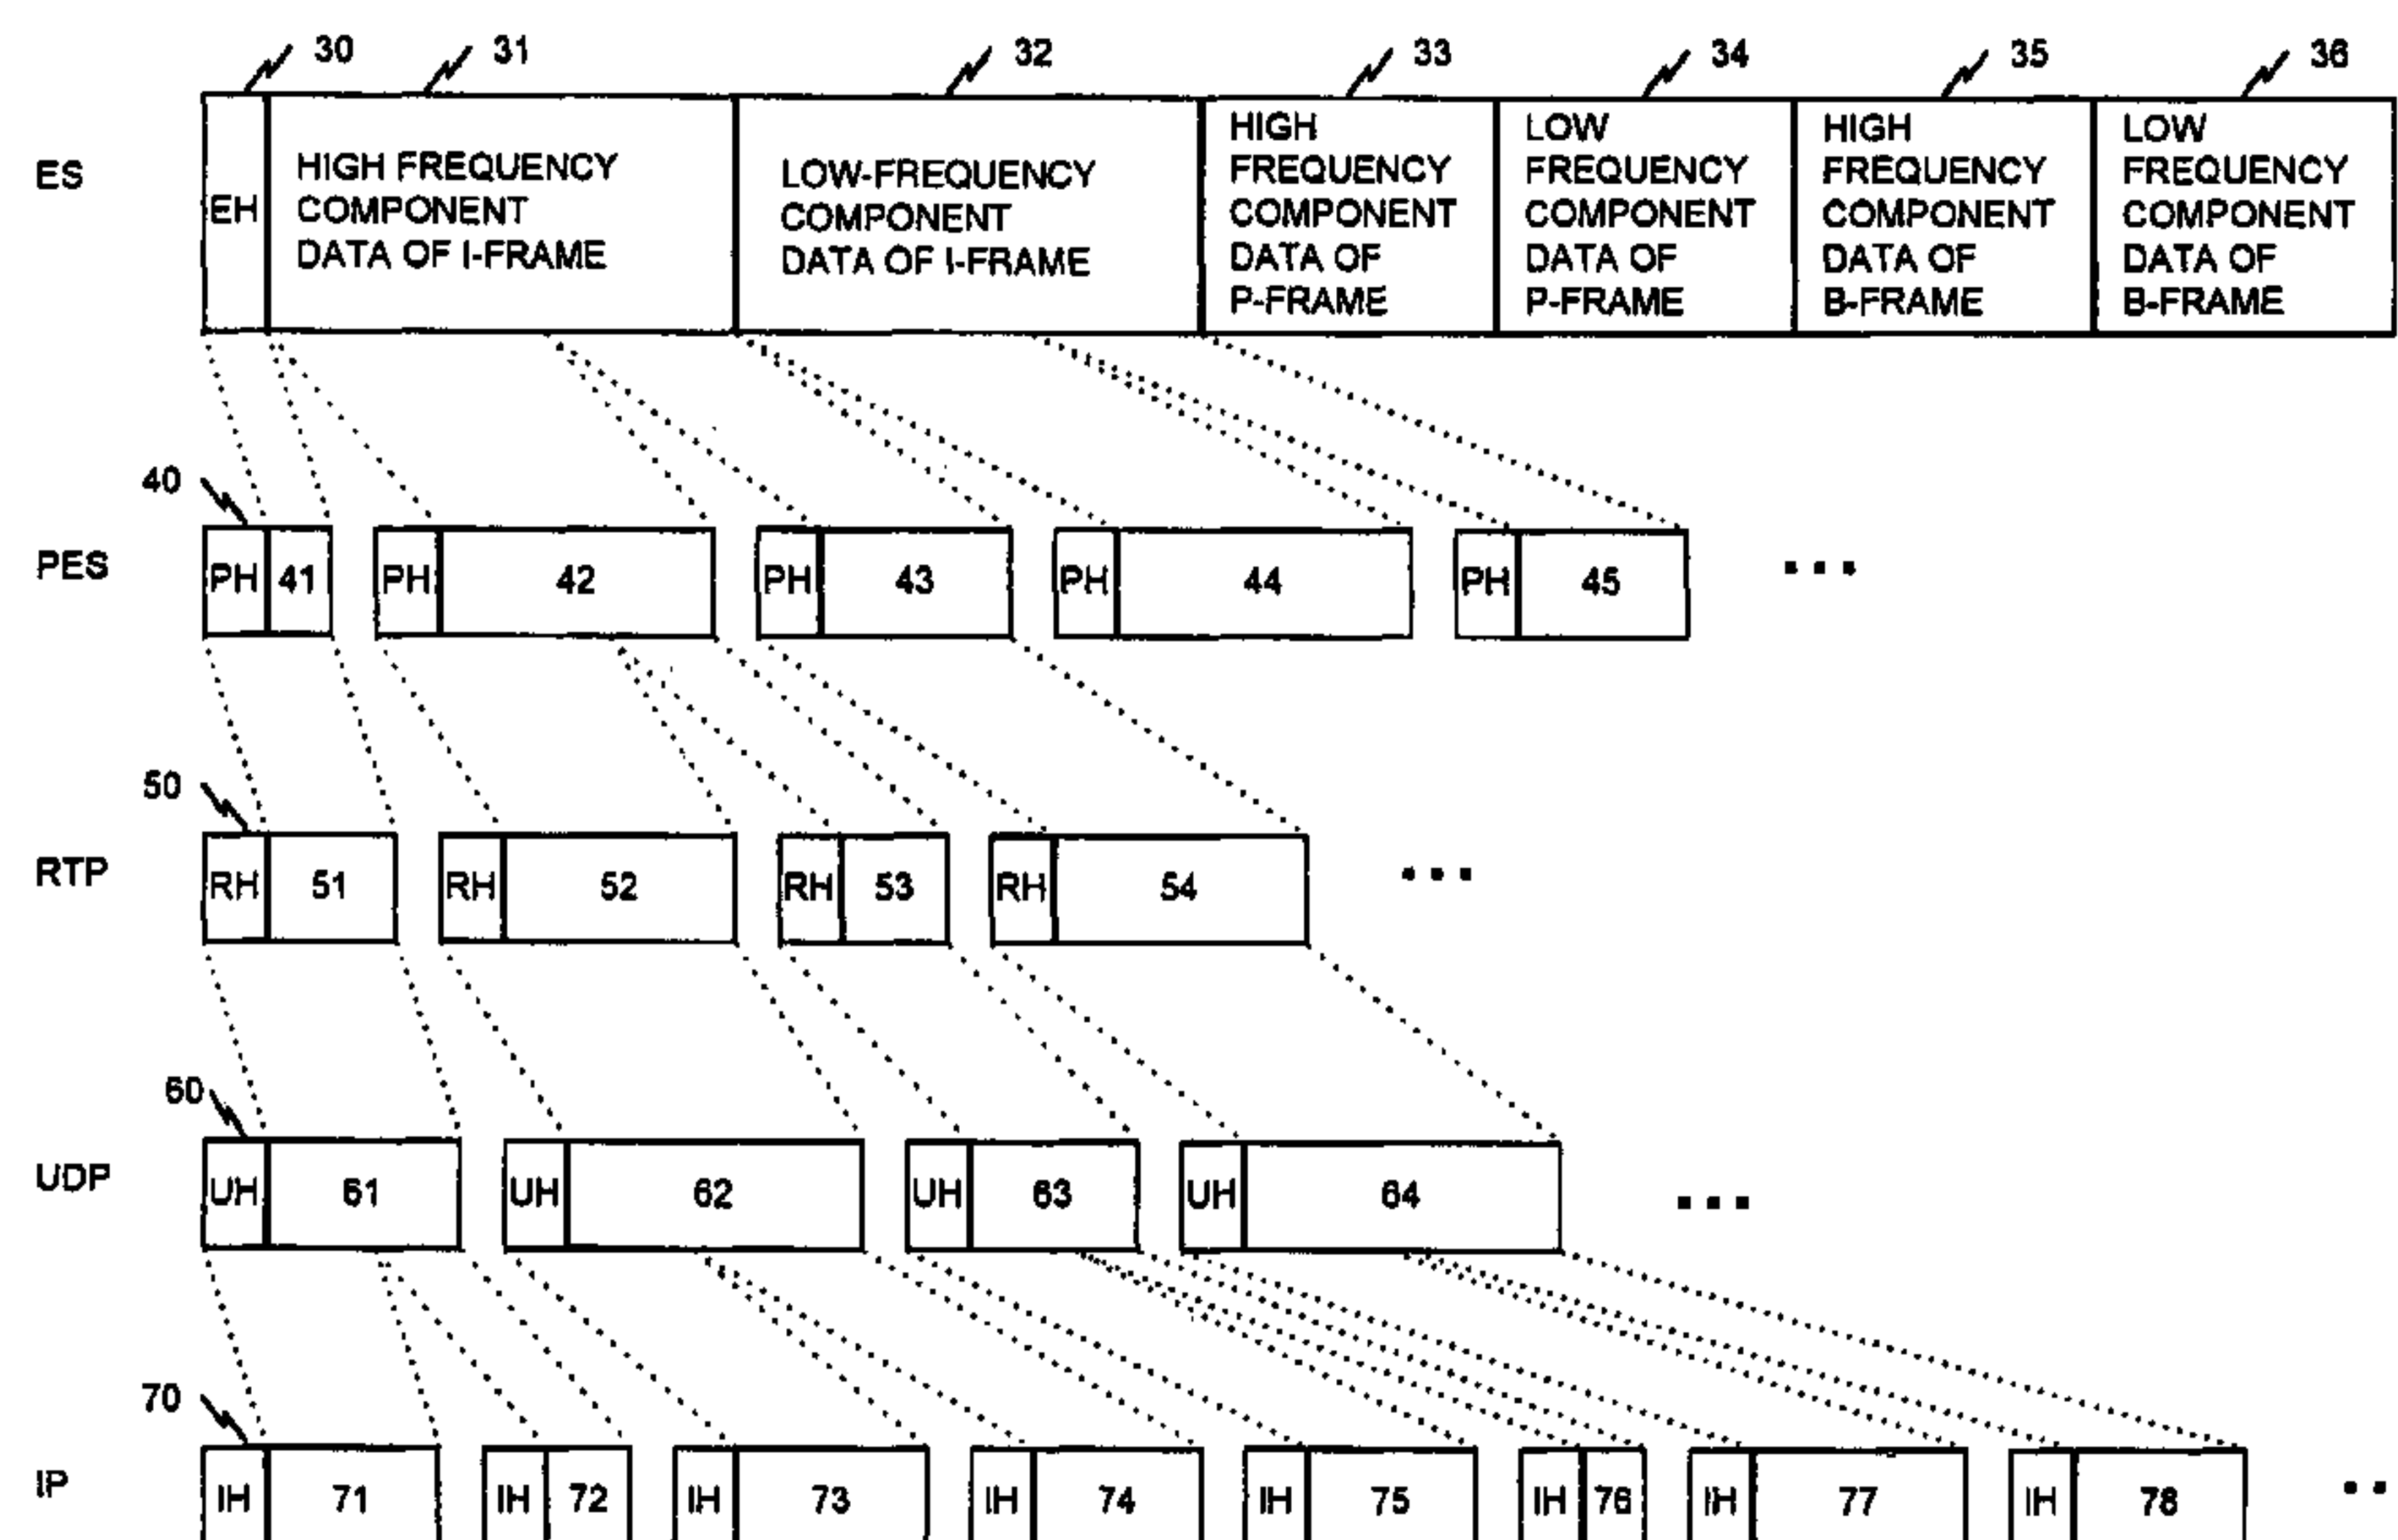 30 31 32 33 34 35 36
ES
EH
HIGH FREQUENCY
COMPONENT
DATA OF I-FRAME
LOW-FREQUENCY
COMPONENT
DATA OF I-FRAME
HIGH
FREQUENCY
COMPONENT
DATA OF
P-FRAME
LOW
FREQUENCY
COMPONENT
DATA OF
P-FRAME
HIGH
FREQUENCY
COMPONENT
DATA OF
B-FRAME
LOW
FREQUENCY
COMPONENT
DATA OF
B-FRAME
40
PES
PH 41 PH 42 PH 43 PH 44 PH 45 ...
50
RTP
RH 51 RH 52 RH 53 RH 54 ...
60
UDP
UH 61 UH 62 UH 63 UH 64 ...
70
IP
IH 71 IH 72 IH 73 IH 74 IH 75 IH 76 IH 77 IH 78 ..